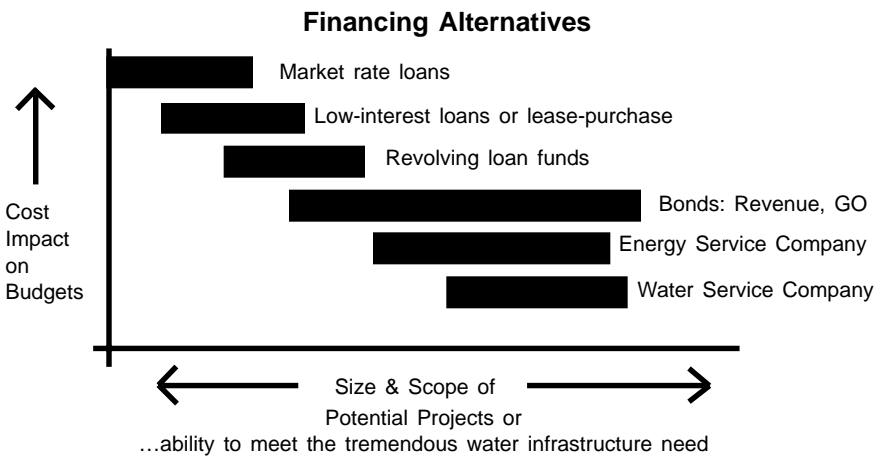 Financing Alternatives
Market rate loans
Low-interest loans or lease-purchase
Revolving loan funds
Bonds: Revenue, GO
Energy Service Company
Water Service Company
Cost
Impact
on
Budgets
Size & Scope of
Potential Projects or
…ability to meet the tremendous water infrastructure need